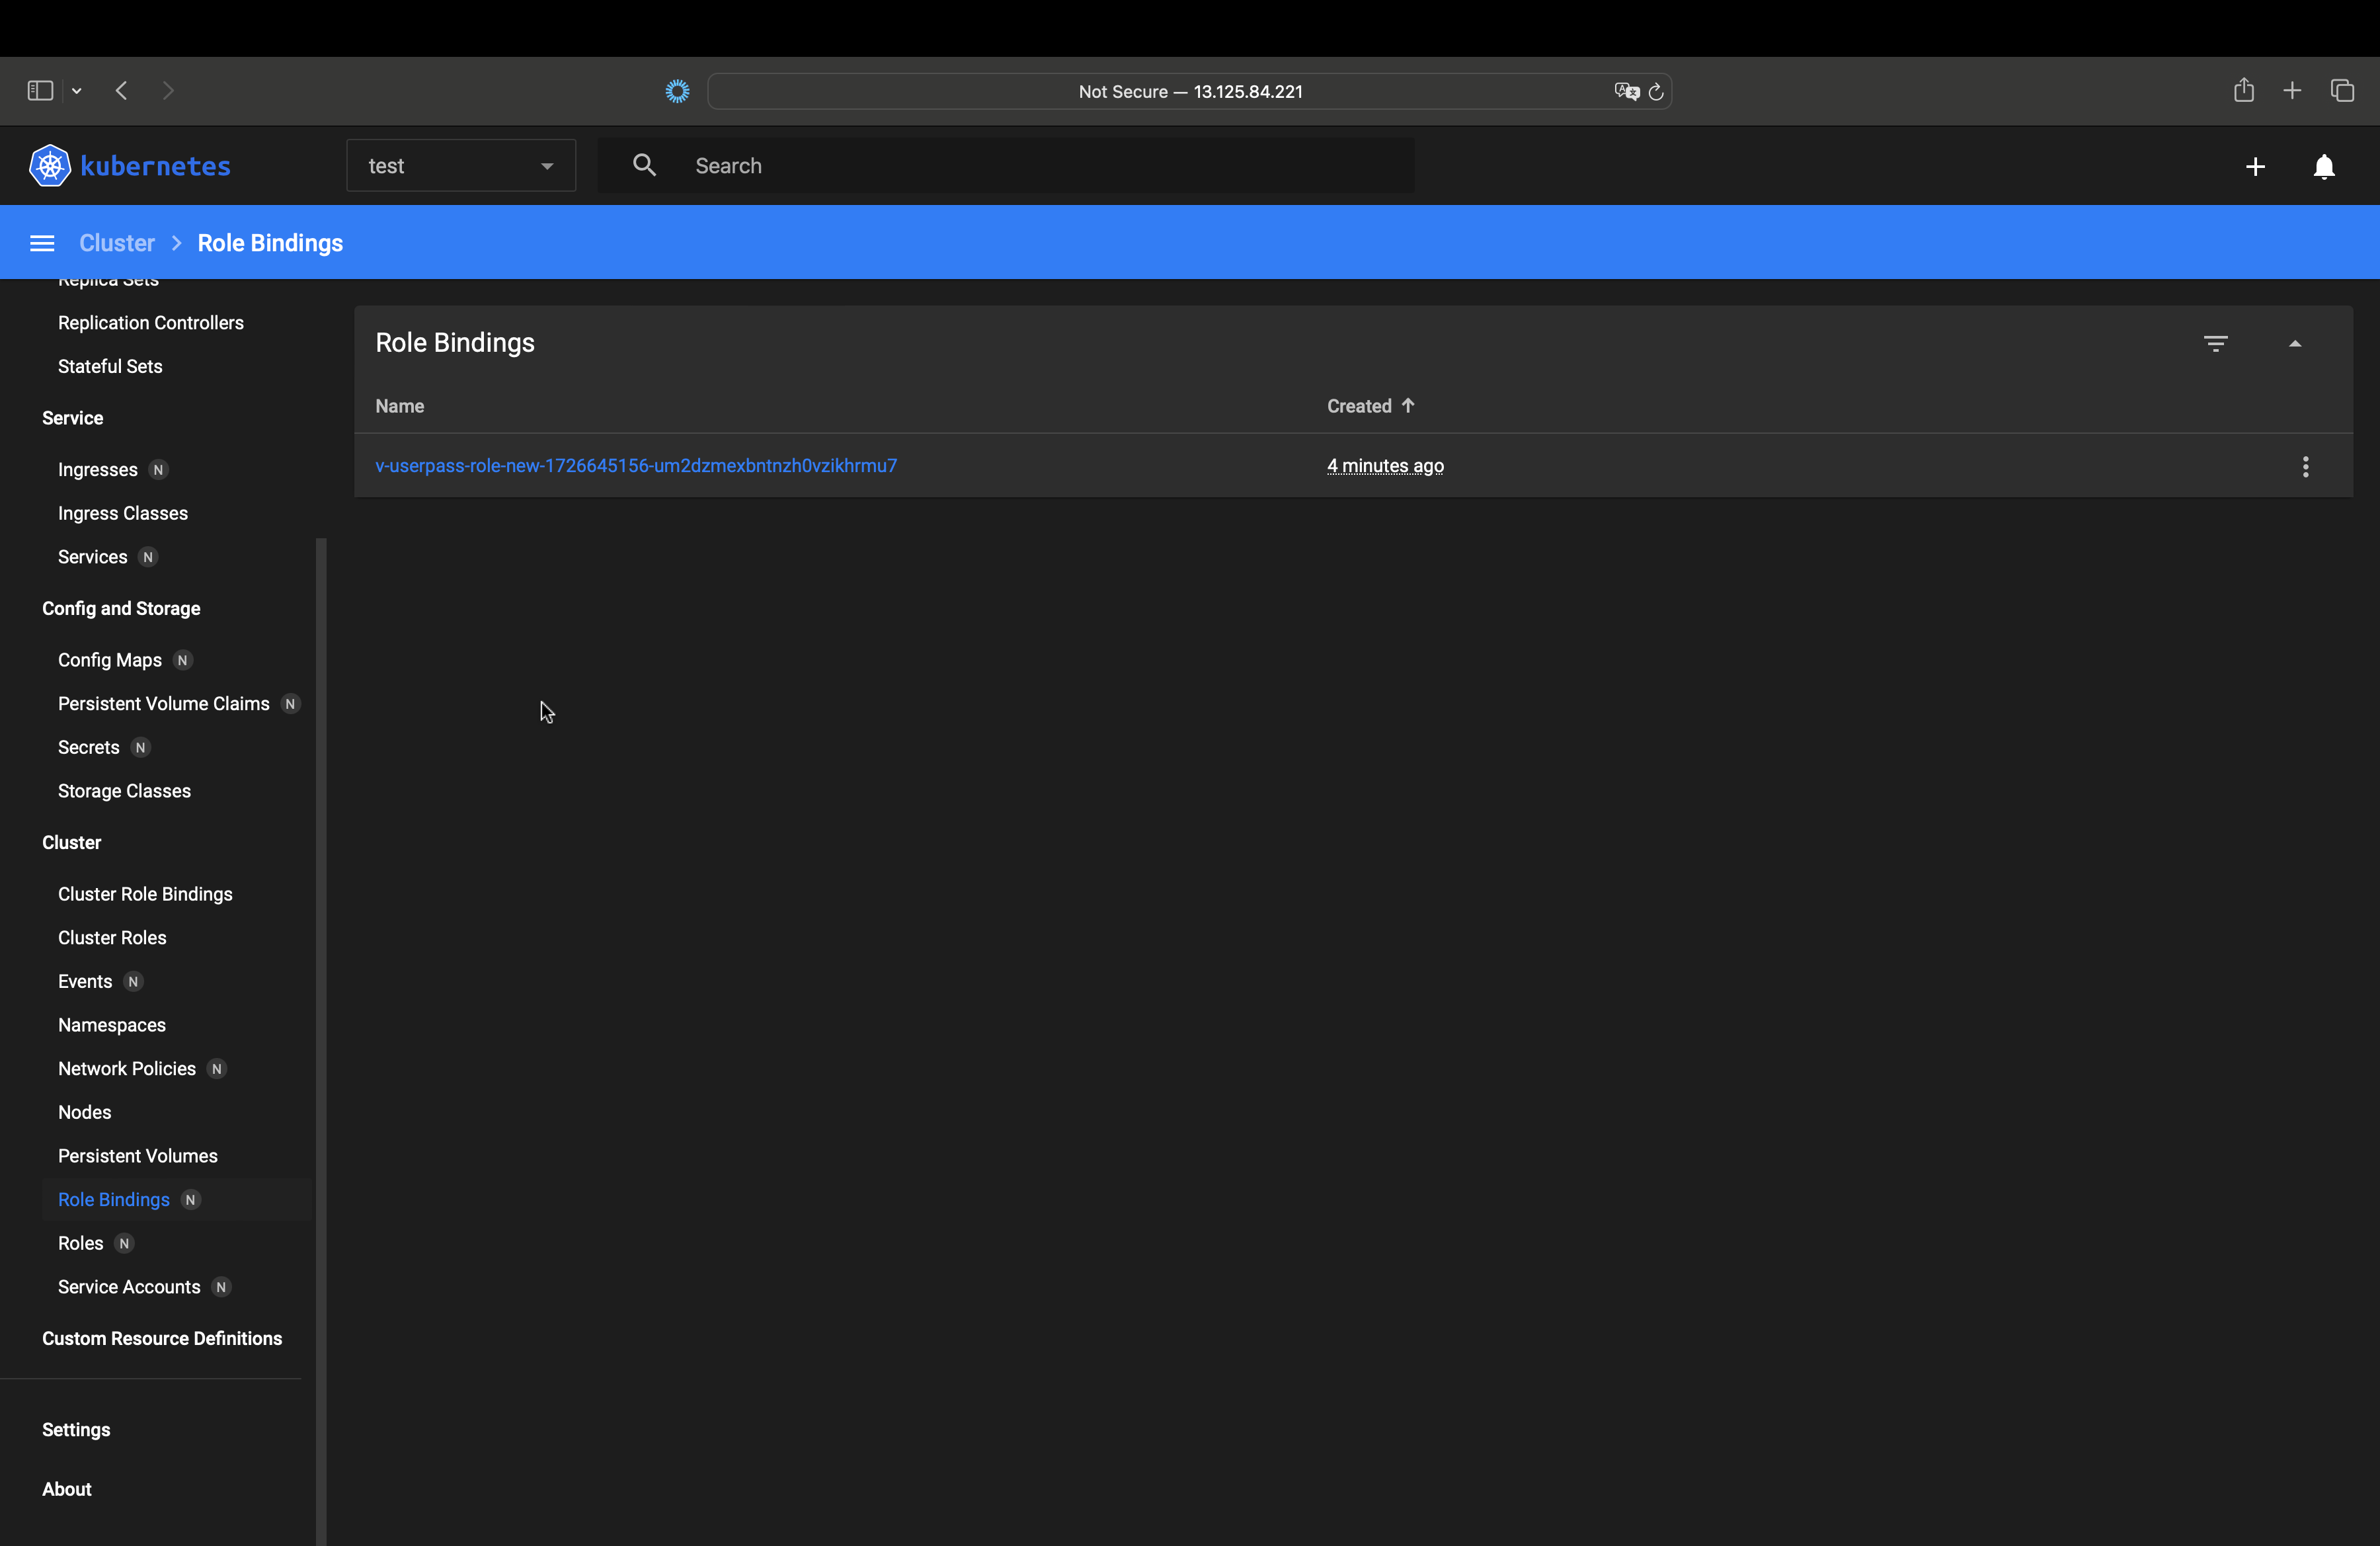 Not Secure — 13.125.84.221
kubernetes
test
Search
Cluster > Role Bindings
Replica Sets
Replication Controllers
Stateful Sets
Service
Ingresses N
Ingress Classes
Services N
Config and Storage
Config Maps N
Persistent Volume Claims N
Secrets N
Storage Classes
Cluster
Cluster Role Bindings
Cluster Roles
Events N
Namespaces
Network Policies N
Nodes
Persistent Volumes
Role Bindings N
Roles N
Service Accounts N
Custom Resource Definitions
Settings
About
Role Bindings
Name Created
v-userpass-role-new-1726645156-um2dzmexbntnzh0vzikhrmu7 4 minutes ago